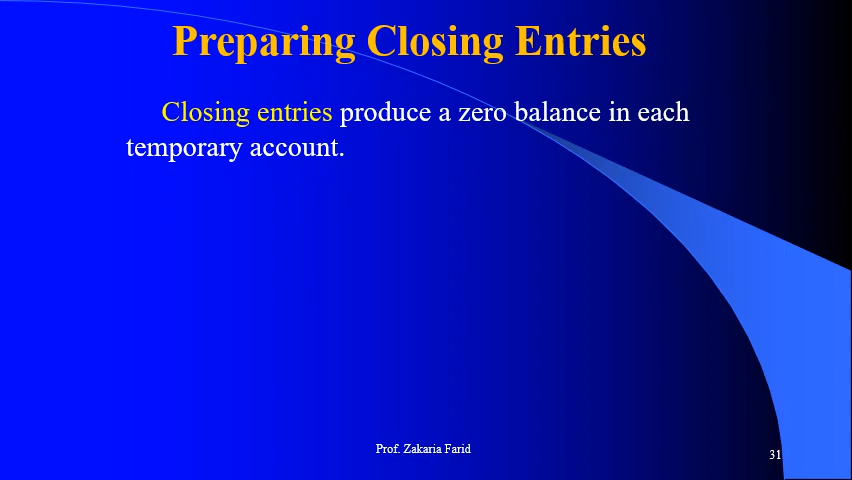 Preparing Closing Entries
Closing entries produce a zero balance in each
temporary account.
Prof. Zakaria Farid
31